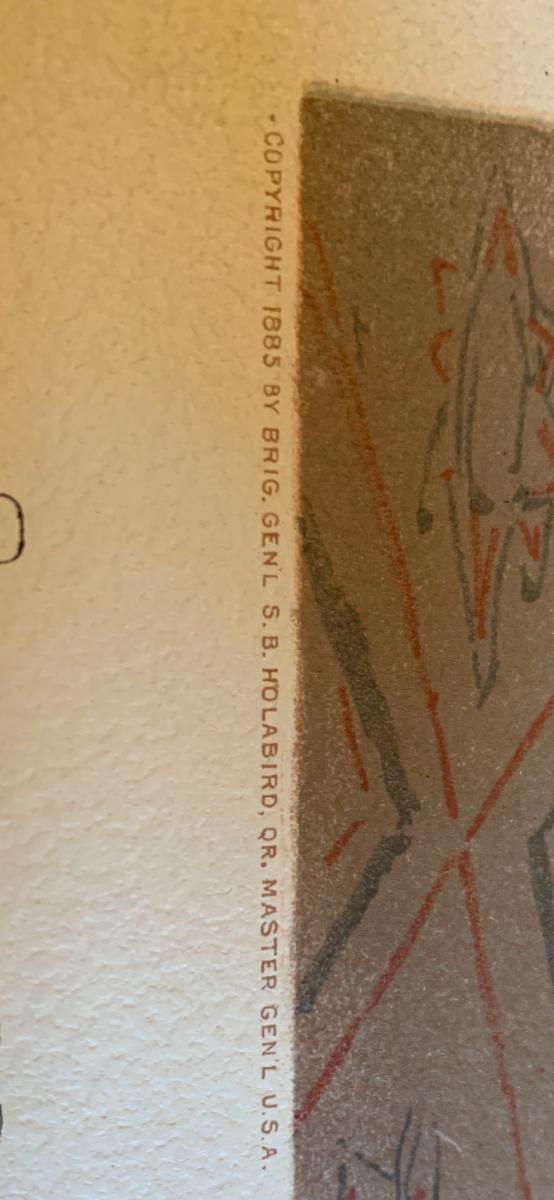 COPYRIGHT 1885 BY BRIG. GEN'L S.B. HOLABIRD, QR. MASTER GEN'L U.S.A.